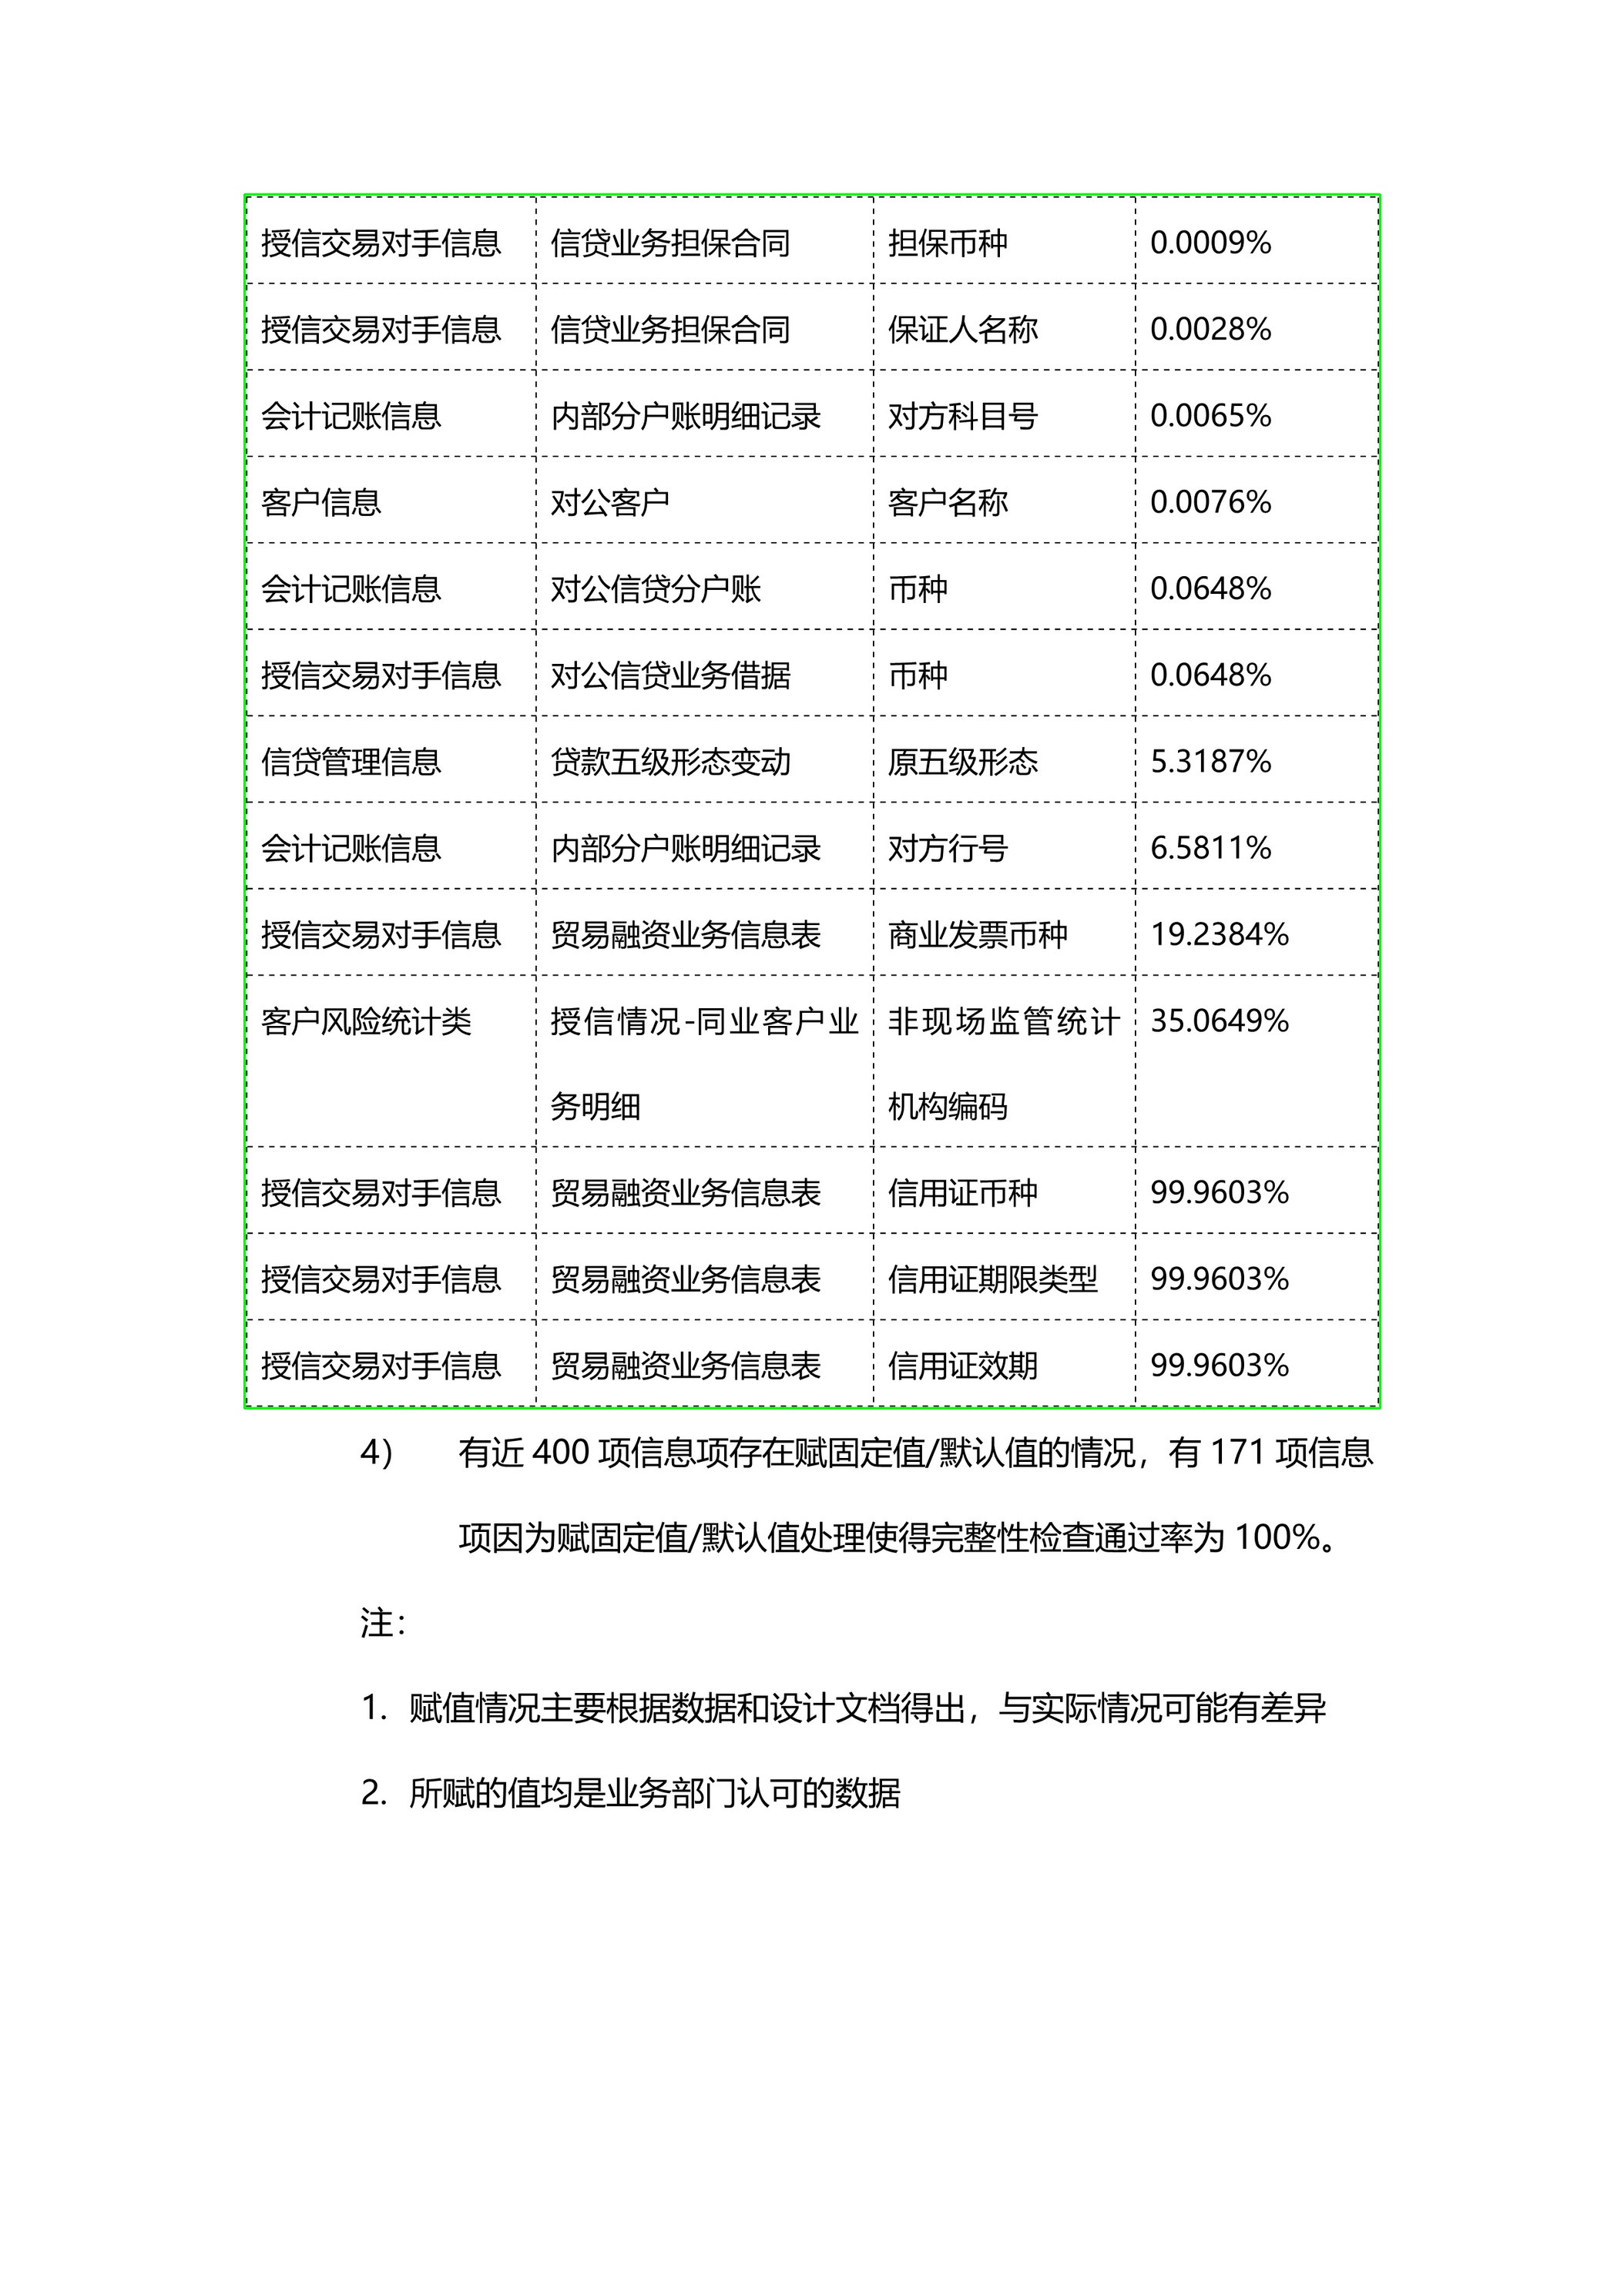 授信交易对手信息 信贷业务担保合同 担保币种 0.0009%
授信交易对手信息 信贷业务担保合同 保证人名称 0.0028%
会计记账信息 内部分户账明细记录 对方科目号 0.0065%
客户信息 对公客户 客户名称 0.0076%
会计记账信息 对公信贷分户账 币种 0.0648%
授信交易对手信息 对公信贷业务借据 币种 0.0648%
信贷管理信息 贷款五级形态变动 原五级形态 5.3187%
会计记账信息 内部分户账明细记录 对方行号 6.5811%
授信交易对手信息 贸易融资业务信息表 商业发票币种 19.2384%
客户风险统计类 授信情况-同业客户业 非现场监管统计 35.0649%
务明细 机构编码
授信交易对手信息 贸易融资业务信息表 信用证币种 99.9603%
授信交易对手信息 贸易融资业务信息表 信用证期限类型 99.9603%
授信交易对手信息 贸易融资业务信息表 信用证效期 99.9603%
4) 有近 400 项信息项存在赋固定值/默认值的情况，有 171 项信息
项因为赋固定值/默认值处理使得完整性检查通过率为 100%。
注：
1. 赋值情况主要根据数据和设计文档得出，与实际情况可能有差异
2. 所赋的值均是业务部门认可的数据